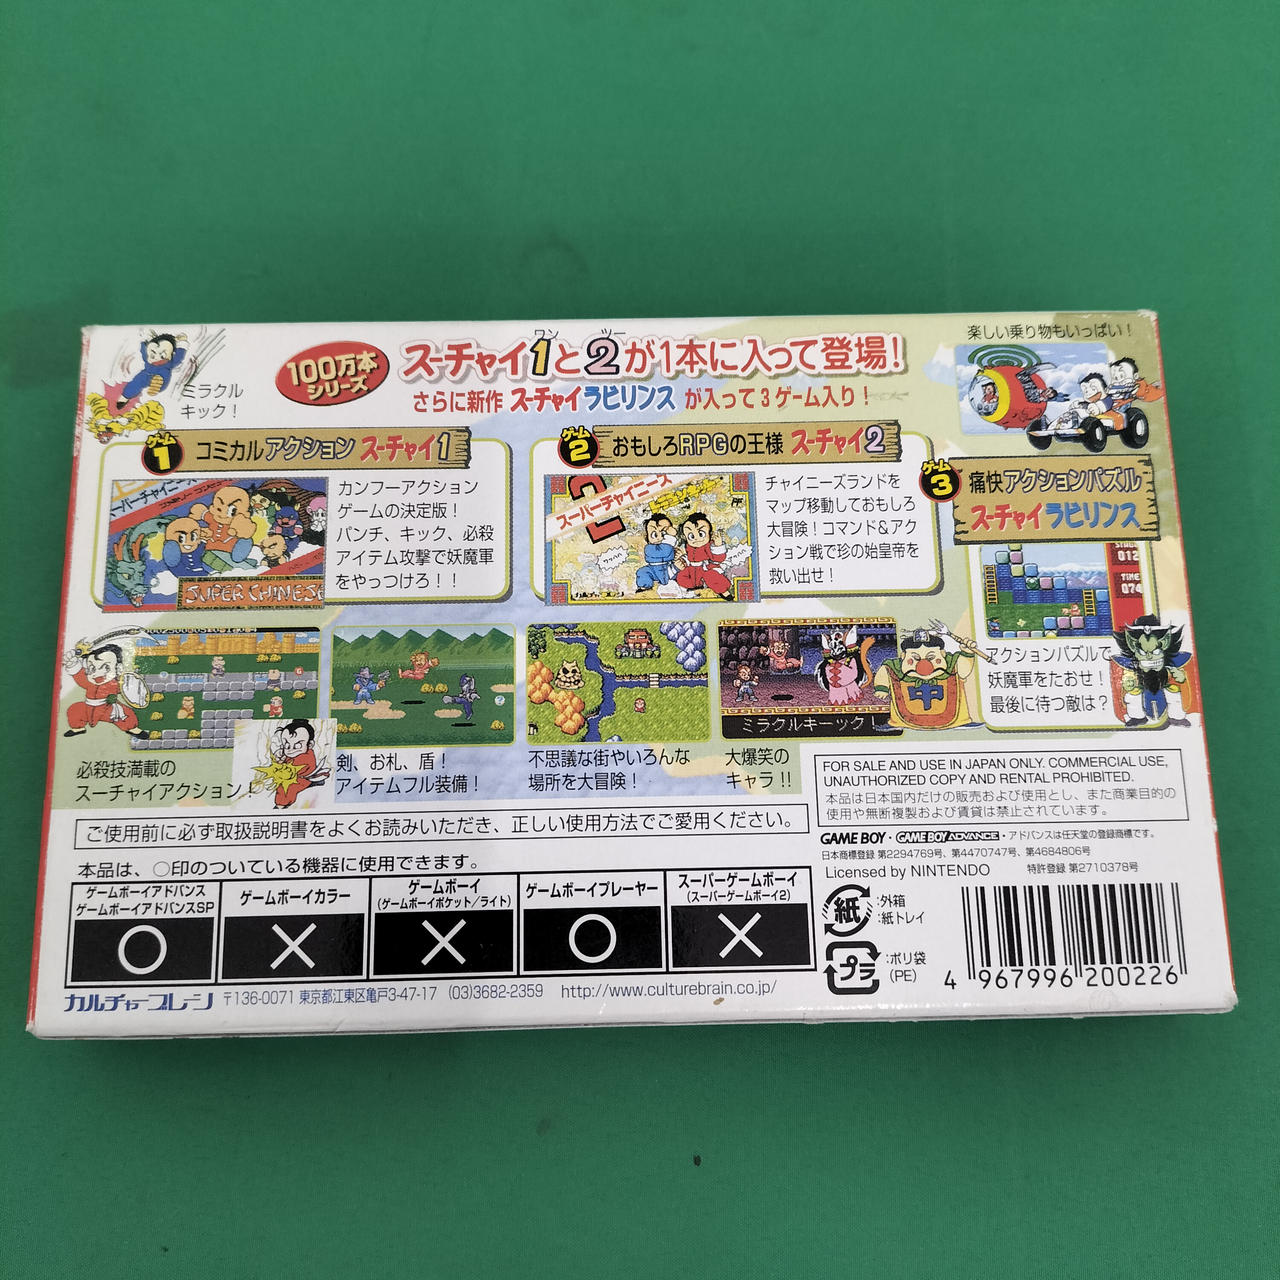 ミラクル
キック！
100万本
シリーズ
ワン ツー
スーチャイ1と2が1本に入って登場！
さらに新作 スーチャイラビリンス が入って3ゲーム入り！
楽しい乗り物もいっぱい！
ゲーム
1
コミカルアクション スーチャイ1
カンフーアクション
ゲームの決定版！
パンチ、キック、必殺
アイテム攻撃で妖魔軍
をやっつけろ！！
SUPER CHINESE
ゲーム
2
おもしろRPGの王様 スーチャイ2
スーパーチャイニーズ
2
チャイニーズランドを
マップ移動しておもしろ
大冒険！コマンド&アク
ション戦で珍の始皇帝を
救い出せ！
ゲーム
3
痛快アクションパズル
スーチャイラビリンス
012
TIME
074
アクションパズルで
妖魔軍をたおせ！
最後に待つ敵は？
ミラクルキーック！
中
必殺技満載の
スーチャイアクション！
剣、お札、盾！
アイテムフル装備！
不思議な街やいろんな
場所を大冒険！
大爆笑の
キャラ！！
ご使用前に必ず取扱説明書をよくお読みいただき、正しい使用方法でご愛用ください。
FOR SALE AND USE IN JAPAN ONLY. COMMERCIAL USE,
UNAUTHORIZED COPY AND RENTAL PROHIBITED.
本品は日本国内だけの販売および使用とし、また商業目的の
使用や無断複製および賃貸は禁止されています。
GAME BOY・GAME BOY ADVANCE・アドバンスは任天堂の登録商標です。
日本商標登録 第2294769号、第4470747号、第4684806号
Licensed by NINTENDO 特許登録 第2710378号
本品は、○印のついている機器に使用できます。
ゲームボーイアドバンス
ゲームボーイアドバンスSP
○
ゲームボーイカラー
×
ゲームボーイ
(ゲームボーイポケット/ライト)
×
ゲームボーイプレーヤー
○
スーパーゲームボーイ
(スーパーゲームボーイ2)
×
紙
:外箱
:紙トレイ
プラ
:ポリ袋
(PE)
4 967996 200226
カルチャーブレーン 〒136-0071 東京都江東区亀戸3-47-17 (03)3682-2359 http://www.culturebrain.co.jp/